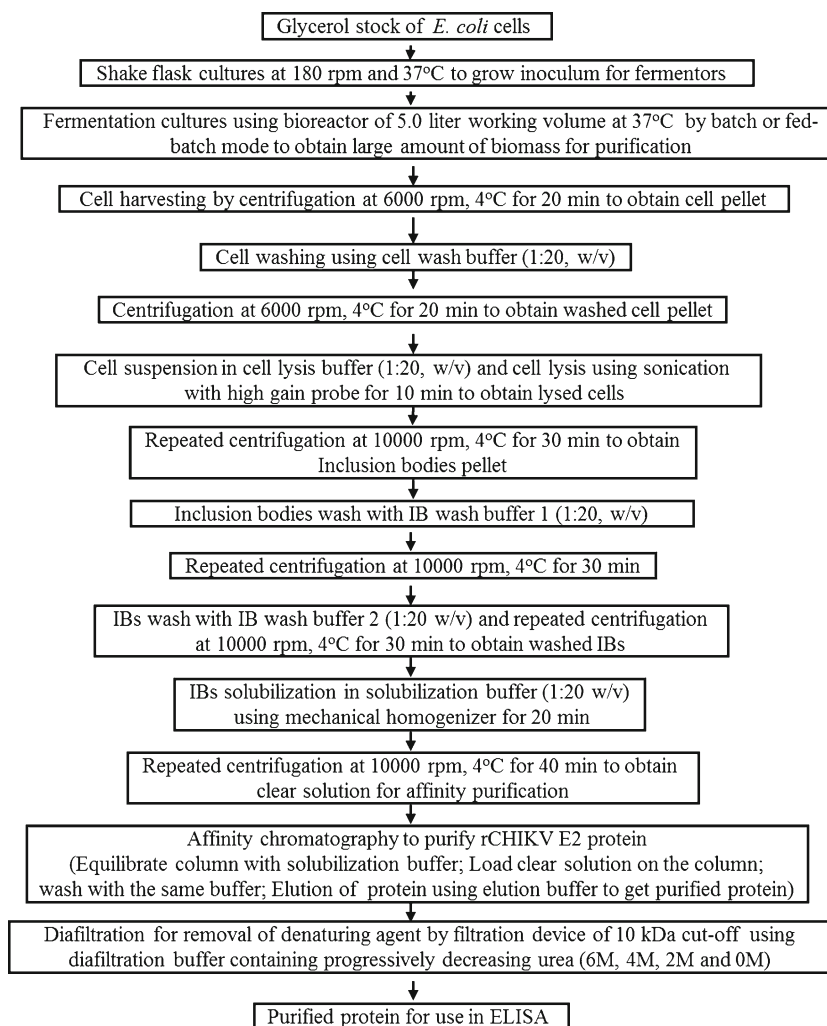 Glycerol stock of E. coli cells
Shake flask cultures at 180 rpm and 37°C to grow inoculum for fermentors
Fermentation cultures using bioreactor of 5.0 liter working volume at 37°C by batch or fed-
batch mode to obtain large amount of biomass for purification
Cell harvesting by centrifugation at 6000 rpm, 4°C for 20 min to obtain cell pellet
Cell washing using cell wash buffer (1:20, w/v)
Centrifugation at 6000 rpm, 4°C for 20 min to obtain washed cell pellet
Cell suspension in cell lysis buffer (1:20, w/v) and cell lysis using sonication
with high gain probe for 10 min to obtain lysed cells
Repeated centrifugation at 10000 rpm, 4°C for 30 min to obtain
Inclusion bodies pellet
Inclusion bodies wash with IB wash buffer 1 (1:20, w/v)
Repeated centrifugation at 10000 rpm, 4°C for 30 min
IBs wash with IB wash buffer 2 (1:20 w/v) and repeated centrifugation
at 10000 rpm, 4°C for 30 min to obtain washed IBs
IBs solubilization in solubilization buffer (1:20 w/v)
using mechanical homogenizer for 20 min
Repeated centrifugation at 10000 rpm, 4°C for 40 min to obtain
clear solution for affinity purification
Affinity chromatography to purify rCHIKV E2 protein
(Equilibrate column with solubilization buffer; Load clear solution on the column;
wash with the same buffer; Elution of protein using elution buffer to get purified protein)
Diafiltration for removal of denaturing agent by filtration device of 10 kDa cut-off using
diafiltration buffer containing progressively decreasing urea (6M, 4M, 2M and 0M)
Purified protein for use in ELISA